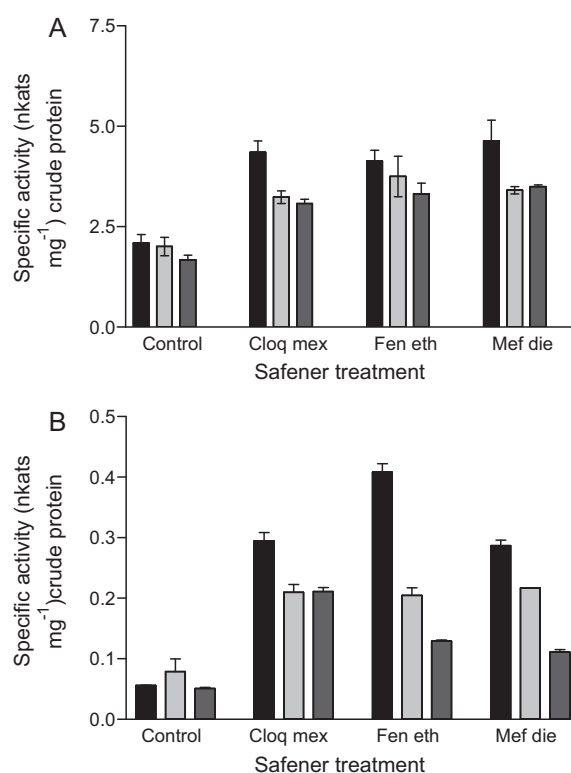 A
7.5
5.0
2.5
0.0
Specific activity (nkats
mg⁻¹) crude protein
Control Cloq mex Fen eth Mef die
Safener treatment
B
0.5
0.4
0.3
0.2
0.1
0.0
Specific activity (nkats
mg⁻¹)crude protein
Control Cloq mex Fen eth Mef die
Safener treatment